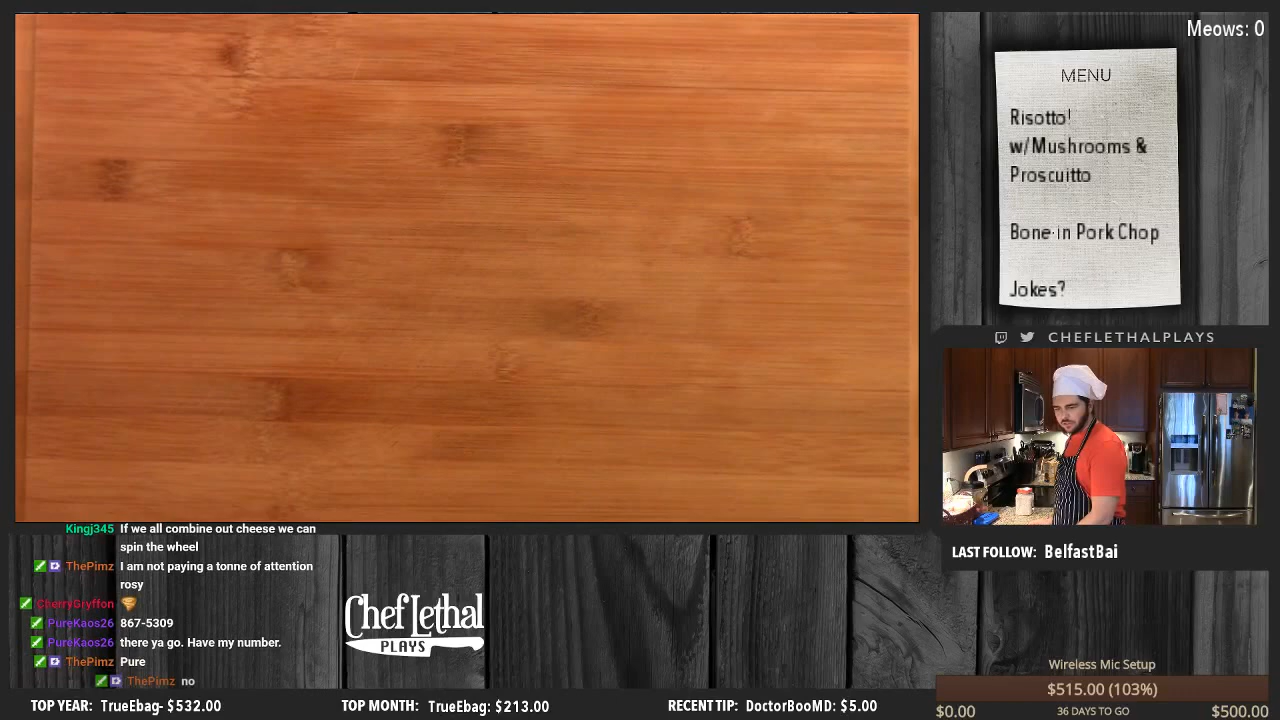 Meows: 0
MENU
Risotto!
w/Mushrooms &
Proscuitto
Bone-in Pork Chop
Jokes?
CHEFLETHALPLAYS
LAST FOLLOW: BelfastBai
Kingj345 If we all combine out cheese we can
spin the wheel
ThePimz I am not paying a tonne of attention
rosy
CherryGryffon
PureKaos26 867-5309
PureKaos26 there ya go. Have my number.
ThePimz Pure
ThePimz no
Chef Lethal
PLAYS
Wireless Mic Setup
$515.00 (103%)
$0.00 36 DAYS TO GO $500.00
TOP YEAR: TrueEbag- $532.00
TOP MONTH: TrueEbag: $213.00
RECENT TIP: DoctorBooMD: $5.00